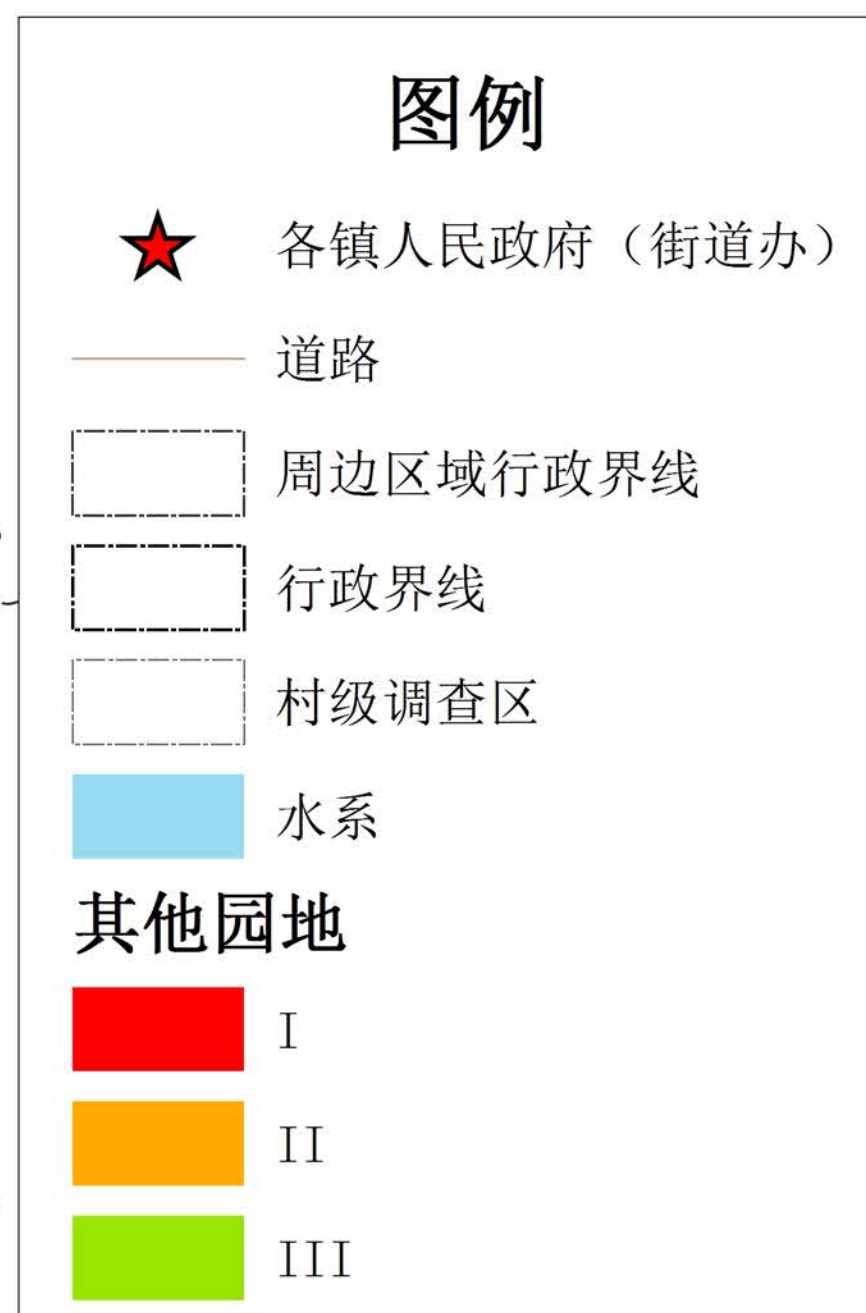 图例
各镇人民政府（街道办）
道路
周边区域行政界线
行政界线
村级调查区
水系
其他园地
I
II
III